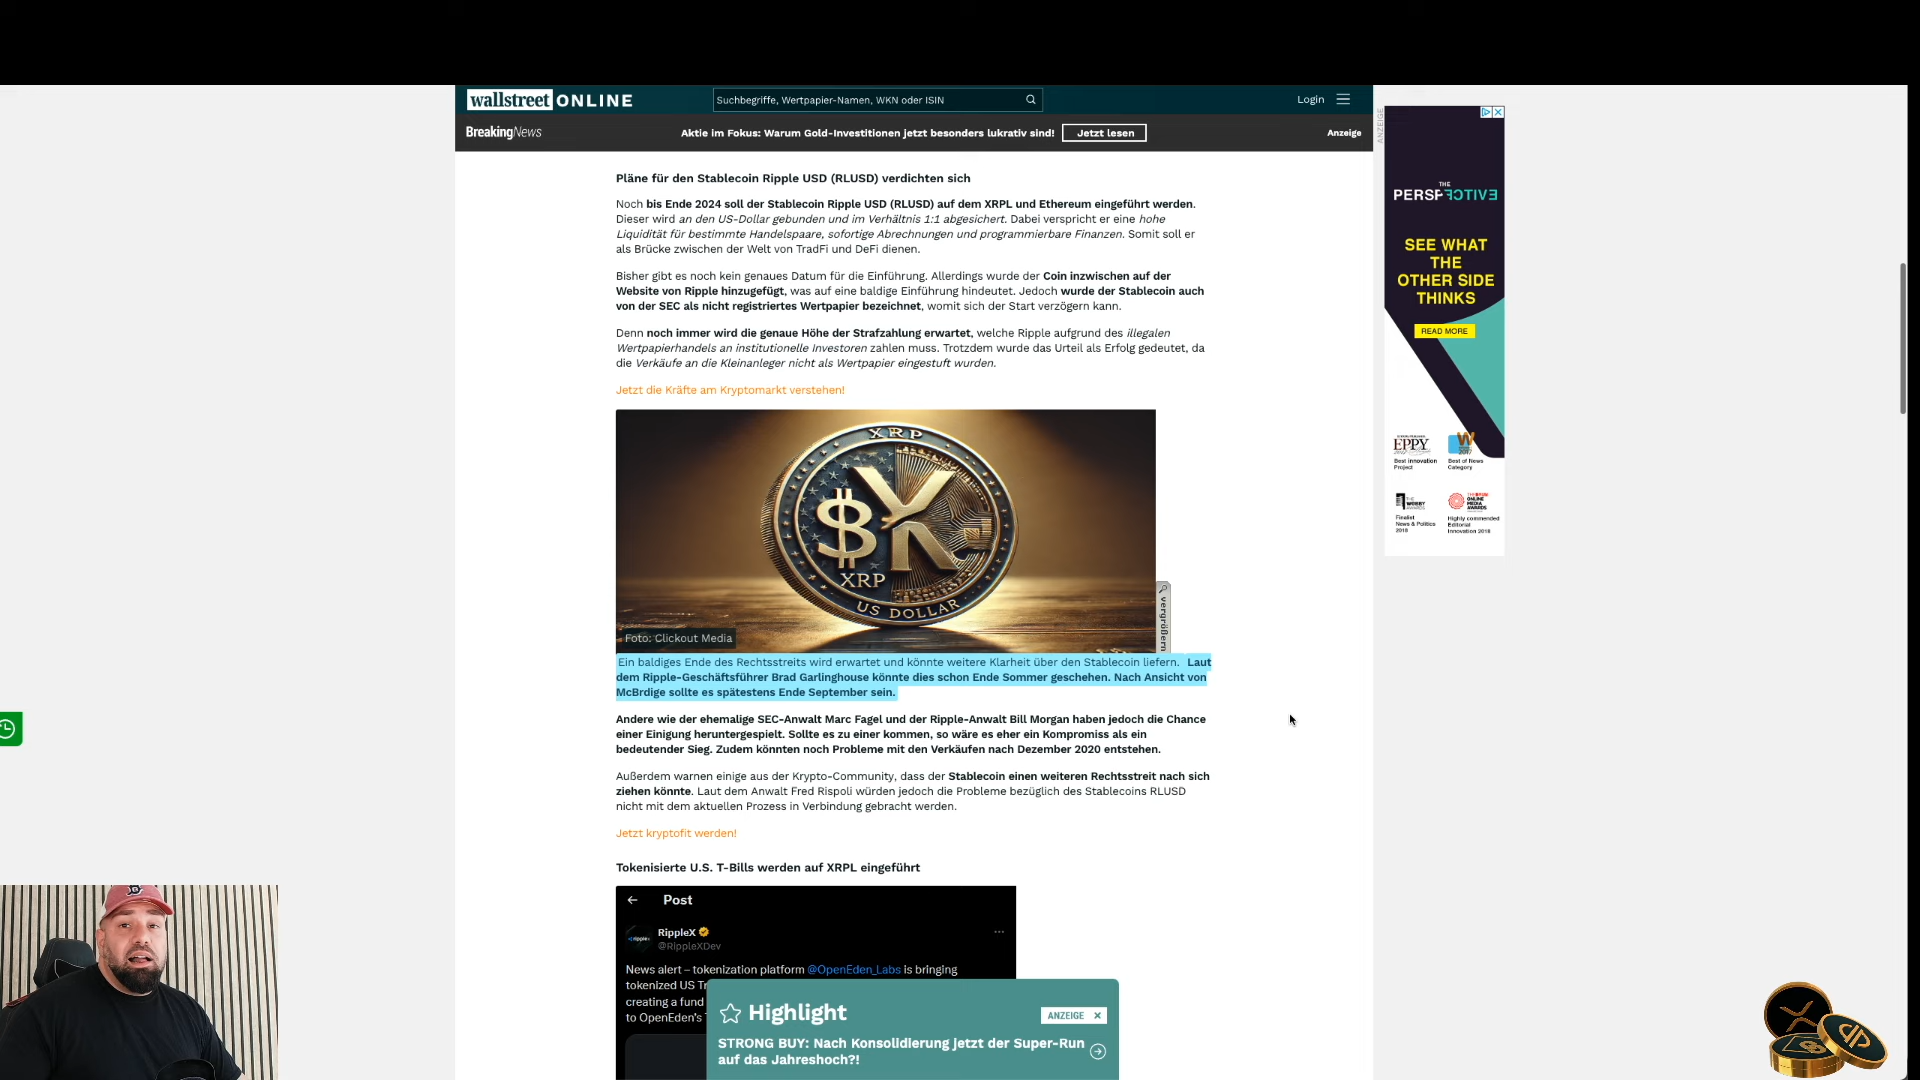 wallstreet ONLINE
Suchbegriffe, Wertpapier-Namen, WKN oder ISIN
Login
BreakingNews
Aktie im Fokus: Warum Gold-Investitionen jetzt besonders lukrativ sind!
Jetzt lesen
Anzeige
Pläne für den Stablecoin Ripple USD (RLUSD) verdichten sich
Noch bis Ende 2024 soll der Stablecoin Ripple USD (RLUSD) auf dem XRPL und Ethereum eingeführt werden.
Dieser wird an den US-Dollar gebunden und im Verhältnis 1:1 abgesichert. Dabei verspricht er eine hohe
Liquidität für bestimmte Handelspaare, sofortige Abrechnungen und programmierbare Finanzen. Somit soll er
als Brücke zwischen der Welt von TradFi und DeFi dienen.
Bisher gibt es noch kein genaues Datum für die Einführung. Allerdings wurde der Coin inzwischen auf der
Website von Ripple hinzugefügt, was auf eine baldige Einführung hindeutet. Jedoch wurde der Stablecoin auch
von der SEC als nicht registriertes Wertpapier bezeichnet, womit sich der Start verzögern kann.
Denn noch immer wird die genaue Höhe der Strafzahlung erwartet, welche Ripple aufgrund des illegalen
Wertpapierhandels an institutionelle Investoren zahlen muss. Trotzdem wurde das Urteil als Erfolg gedeutet, da
die Verkäufe an die Kleinanleger nicht als Wertpapier eingestuft wurden.
Jetzt die Kräfte am Kryptomarkt verstehen!
XRP
XRP
US DOLLAR
Foto: Clickout Media
vergrößern
Ein baldiges Ende des Rechtsstreits wird erwartet und könnte weitere Klarheit über den Stablecoin liefern. Laut
dem Ripple-Geschäftsführer Brad Garlinghouse könnte dies schon Ende Sommer geschehen. Nach Ansicht von
McBrdige sollte es spätestens Ende September sein.
Andere wie der ehemalige SEC-Anwalt Marc Fagel und der Ripple-Anwalt Bill Morgan haben jedoch die Chance
einer Einigung heruntergespielt. Sollte es zu einer kommen, so wäre es eher ein Kompromiss als ein
bedeutender Sieg. Zudem könnten noch Probleme mit den Verkäufen nach Dezember 2020 entstehen.
Außerdem warnen einige aus der Krypto-Community, dass der Stablecoin einen weiteren Rechtsstreit nach sich
ziehen könnte. Laut dem Anwalt Fred Rispoli würden jedoch die Probleme bezüglich des Stablecoins RLUSD
nicht mit dem aktuellen Prozess in Verbindung gebracht werden.
Jetzt kryptofit werden!
Tokenisierte U.S. T-Bills werden auf XRPL eingeführt
Post
ripple
RippleX
@RippleXDev
News alert – tokenization platform @OpenEden_Labs is bringing
tokenized US Tr
creating a fund
to OpenEden's
Highlight
ANZEIGE
STRONG BUY: Nach Konsolidierung jetzt der Super-Run
auf das Jahreshoch?!
ANZEIGE
THE
PERSPECTIVE
SEE WHAT
THE
OTHER SIDE
THINKS
READ MORE
EPPY
Best Innovation
Project
Best of News
Category
THE
WEBBY
AWARDS
Finalist
News & Politics
2018
ONLINE
MEDIA
AWARDS
Highly commended
Editorial
Innovation 2018